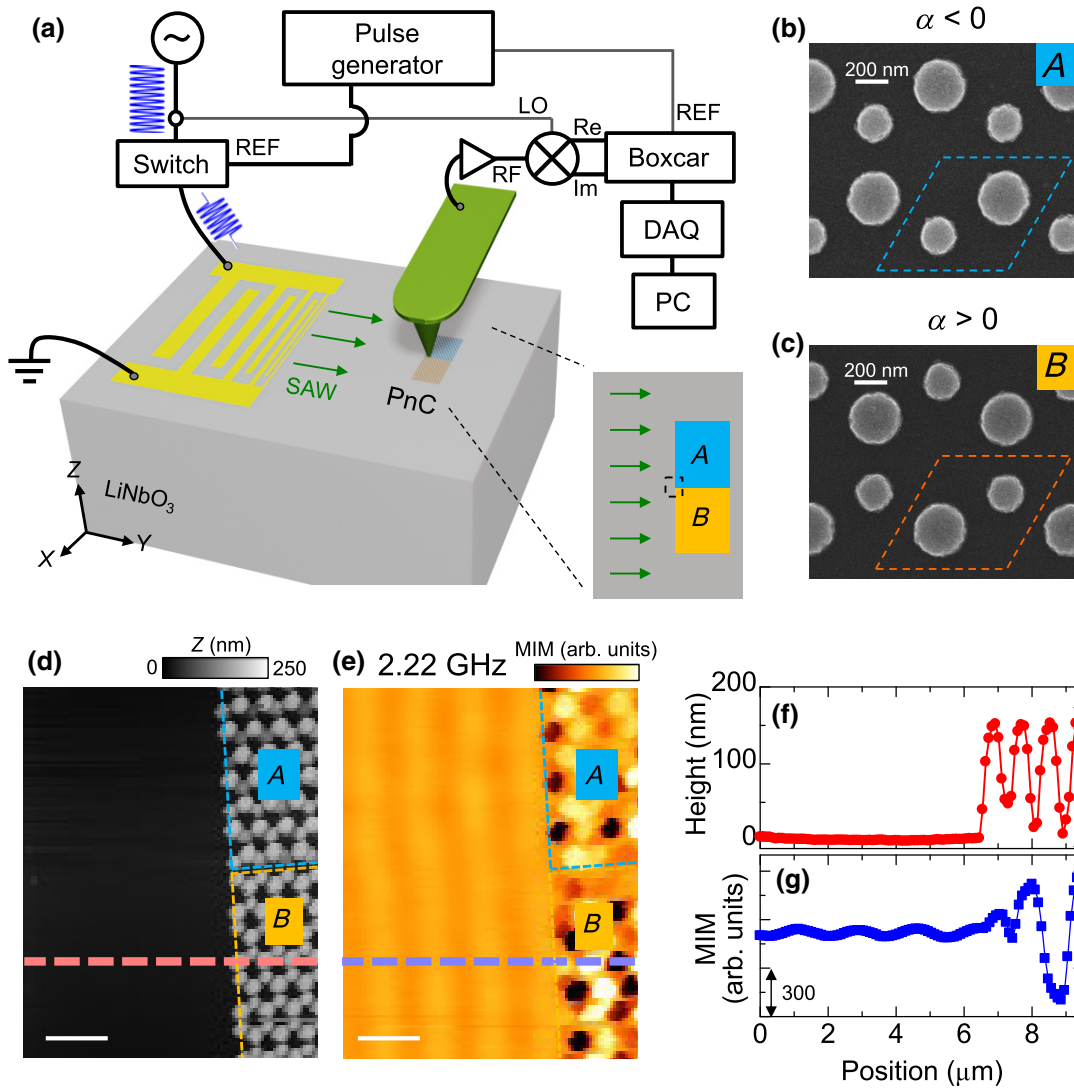 (a)
~
Pulse
generator
LO
REF
REF
Switch
RF
Re
Im
Boxcar
DAQ
PC
SAW
PnC
LiNbO3
Z
X
Y
A
B
(b)
α < 0
200 nm
A
(c)
α > 0
200 nm
B
(d)
Z (nm)
0
250
A
B
(e)
2.22 GHz
MIM (arb. units)
A
B
(f)
Height (nm)
200
100
0
(g)
MIM
(arb. units)
300
0 2 4 6 8
Position (μm)